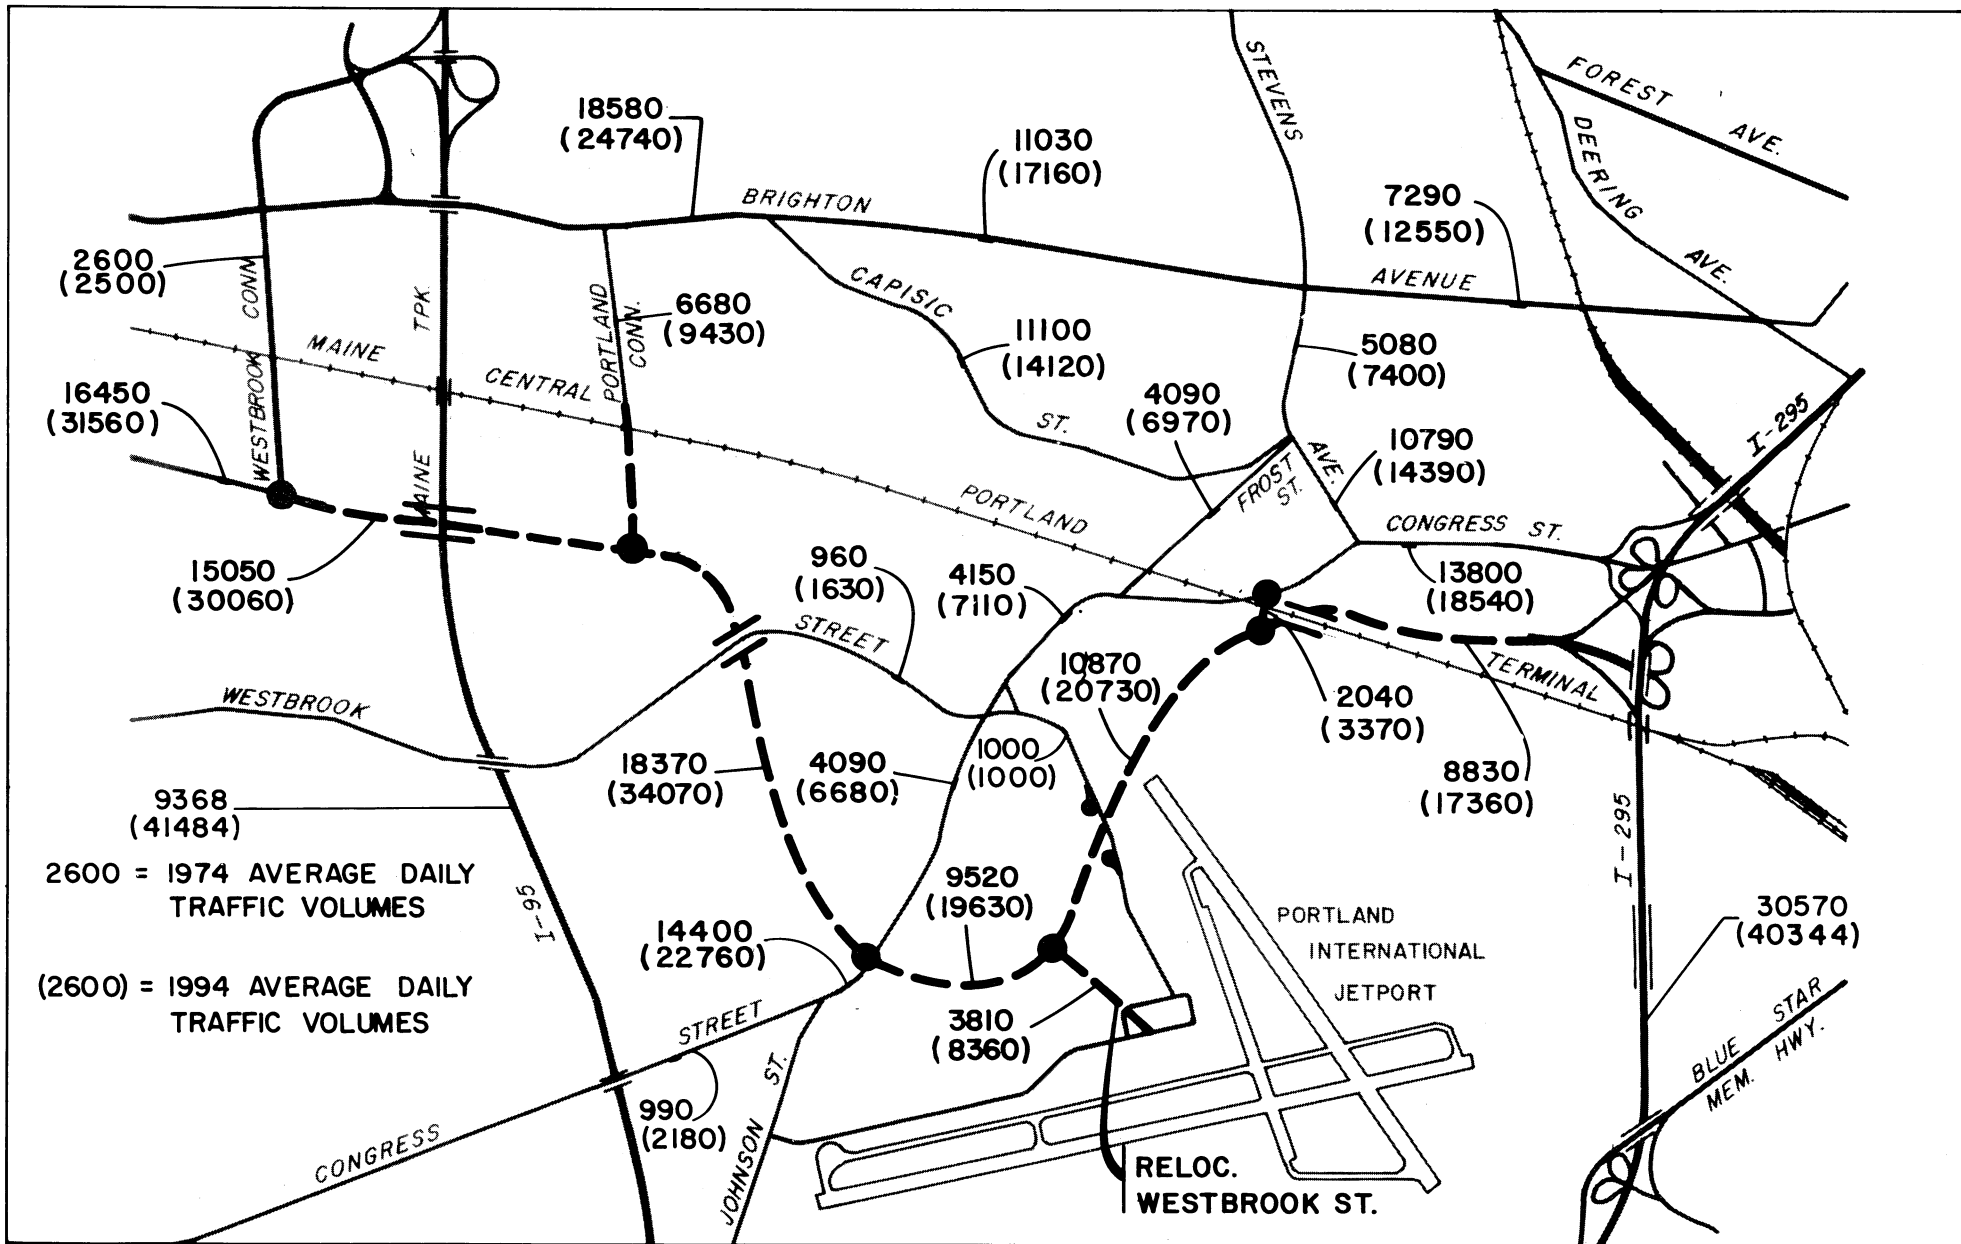 18580
(24740)
BRIGHTON
11030
(17160)
STEVENS
FOREST
AVE.
DEERING
AVE.
7290
(12550)
AVENUE
2600
(2500)
WESTBROOK CONN
MAINE TPK
PORTLAND
CONN.
6680
(9430)
CAPISIC
ST.
11100
(14120)
5080
(7400)
MAINE
CENTRAL
PORTLAND
TERMINAL
16450
(31560)
4090
(6970)
FROST
ST.
AVE.
10790
(14390)
I-295
CONGRESS ST.
15050
(30060)
960
(1630)
STREET
4150
(7110)
13800
(18540)
WESTBROOK
10870
(20730)
2040
(3370)
8830
(17360)
18370
(34070)
4090
(6680)
1000
(1000)
9368
(41484)
I-95
I-295
2600 = 1974 AVERAGE DAILY
TRAFFIC VOLUMES
(2600) = 1994 AVERAGE DAILY
TRAFFIC VOLUMES
14400
(22760)
9520
(19630)
PORTLAND
INTERNATIONAL
JETPORT
30570
(40344)
3810
(8360)
STREET
CONGRESS
990
(2180)
JOHNSON ST.
BLUE STAR
MEM. HWY.
RELOC.
WESTBROOK ST.